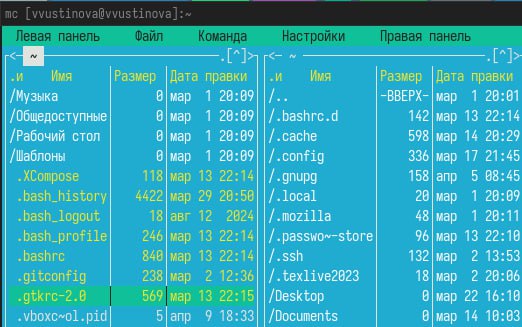 mc [vvustinova@vvustinova]:~
Левая панель Файл Команда Настройки Правая панель
<─ ~ .[^]> <─ ~ .[^]>
.и Имя Размер Дата правки .и Имя Размер Дата правки
/Музыка 0 мар 1 20:09 /.. -ВВЕРХ- мар 1 20:01
/Общедоступные 0 мар 1 20:09 /.bashrc.d 142 мар 13 22:14
/Рабочий стол 0 мар 1 20:09 /.cache 598 мар 14 20:29
/Шаблоны 0 мар 1 20:09 /.config 336 мар 17 21:45
.XCompose 118 мар 13 22:14 /.gnupg 158 апр 5 08:45
.bash_history 4422 мар 29 20:50 /.local 20 мар 1 20:09
.bash_logout 18 авг 12 2024 /.mozilla 48 мар 1 20:11
.bash_profile 246 мар 13 22:14 /.passwo~-store 96 мар 13 22:10
.bashrc 840 мар 13 22:14 /.ssh 132 мар 2 13:53
.gitconfig 238 мар 2 12:36 /.texlive2023 18 мар 2 20:06
.gtkrc-2.0 569 мар 13 22:15 /Desktop 0 мар 22 16:10
.vboxc~ol.pid 5 апр 9 18:33 /Documents 0 мар 14 10:03